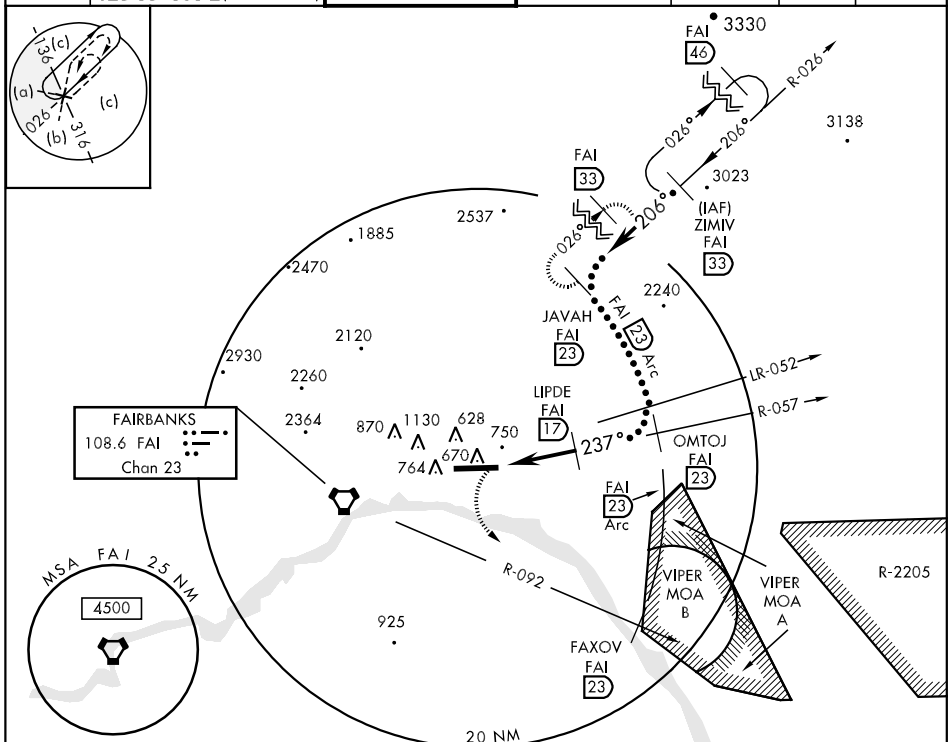 136
(c)
(a)
(c)
026
(b)
316
FAI
46
3330
R-026
026°
206°
3138
FAI
33
3023
206°
(IAF)
ZIMIV
FAI
33
026°
2537
1885
2470
2240
JAVAH
FAI
23
FAI
23
Arc
2120
2930
2260
2364
LR-052
R-057
LIPDE
FAI
17
237°
OMTOJ
FAI
23
FAIRBANKS
108.6 FAI
Chan 23
870
1130
628
750
670
764
FAI
23
Arc
R-092
VIPER
MOA
B
VIPER
MOA
A
R-2205
MSA FAI 25 NM
4500
925
FAXOV
FAI
23
20 NM